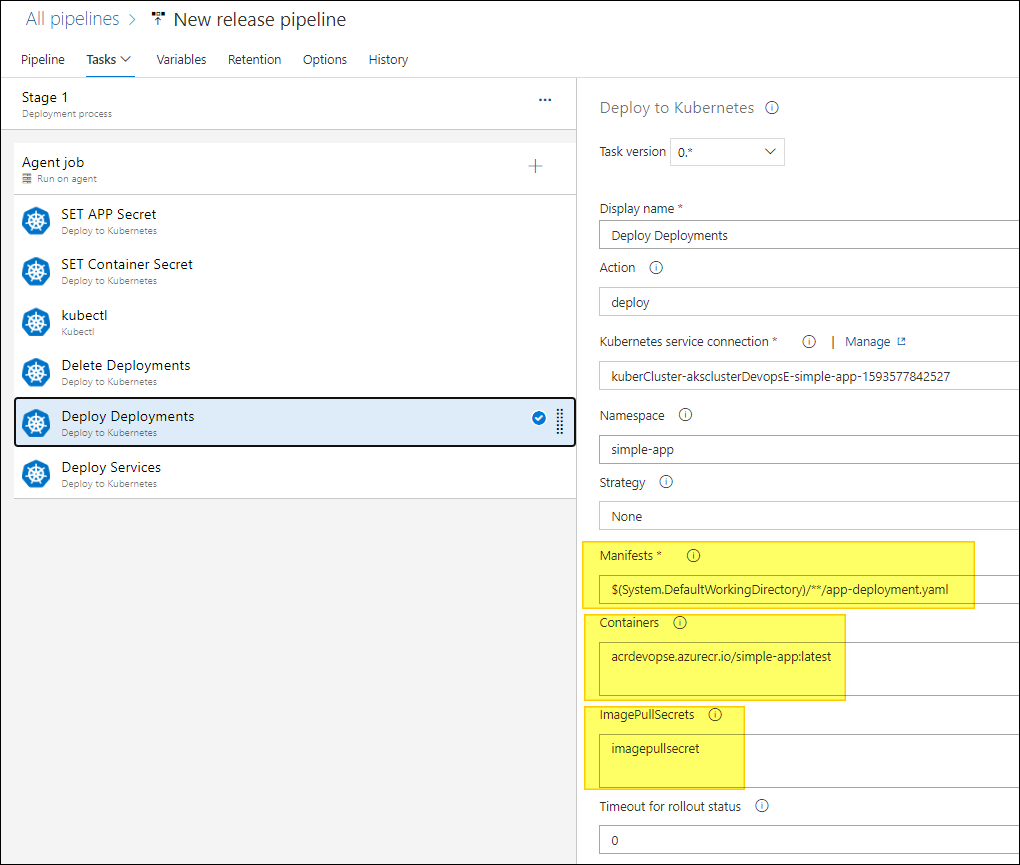 All pipelines > New release pipeline
Pipeline Tasks Variables Retention Options History
Stage 1
Deployment process
Agent job
Run on agent
SET APP Secret
Deploy to Kubernetes
SET Container Secret
Deploy to Kubernetes
kubectl
Kubectl
Delete Deployments
Deploy to Kubernetes
Deploy Deployments
Deploy to Kubernetes
Deploy Services
Deploy to Kubernetes
Deploy to Kubernetes
Task version 0.*
Display name *
Deploy Deployments
Action
deploy
Kubernetes service connection * | Manage
kuberCluster-aksclusterDevopsE-simple-app-1593577842527
Namespace
simple-app
Strategy
None
Manifests *
$(System.DefaultWorkingDirectory)/**/app-deployment.yaml
Containers
acrdevopse.azurecr.io/simple-app:latest
ImagePullSecrets
imagepullsecret
Timeout for rollout status
0